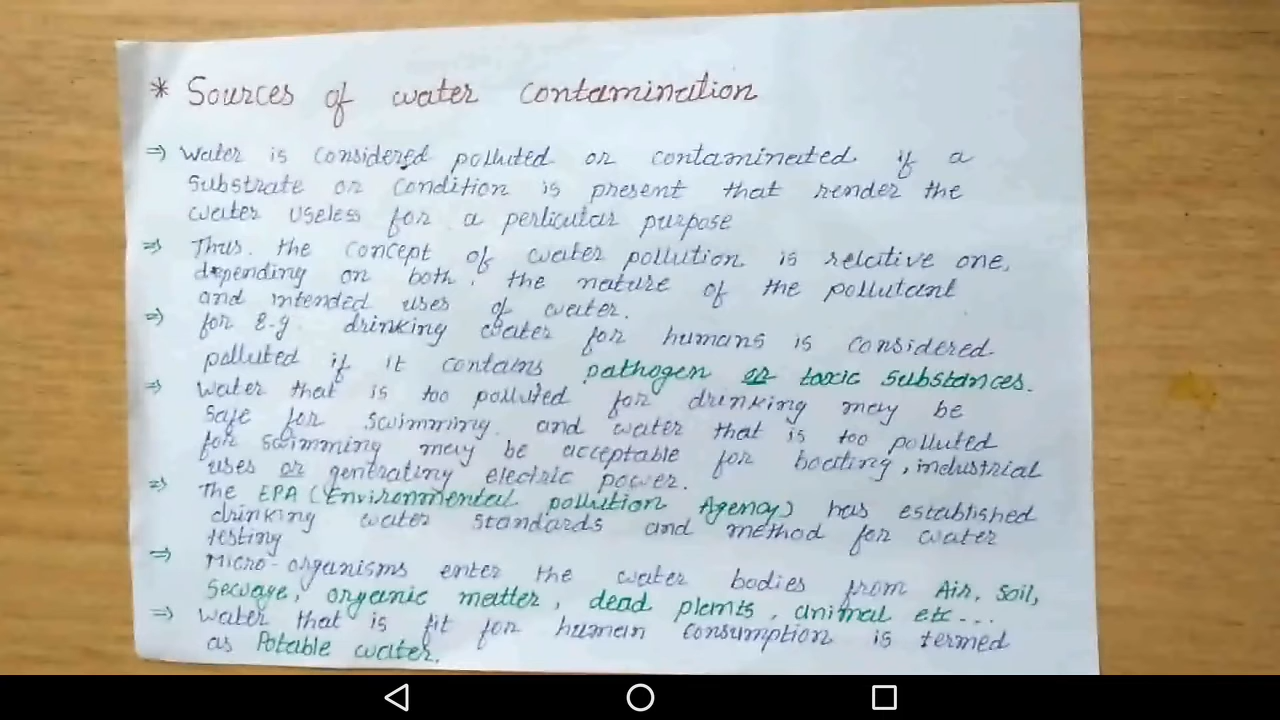 * Sources of water contamination
⇒ Water is considered polluted or contaminated if a
Substrate or condition is present that render the
water useless for a perticular purpose
⇒ Thus. the concept of water pollution is relative one,
depending on both, the nature of the pollutant
and intended uses of water.
⇒ for E.g. drinking water for humans is considered
polluted if it contains pathogen or toxic substances.
⇒ Water that is too polluted for drinking may be
Safe for swimming. and water that is too polluted
for swimming may be acceptable for boating, industrial
uses or gentrating electric power.
⇒ The EPA (Environmental pollution Agency) has established
drinking water standards and method for water
testing
⇒ Micro-organisms enter the water bodies from Air, Soil,
Sewage, organic matter, dead plants, animal etc...
⇒ Water that is fit for human consumption is termed
as Potable water.